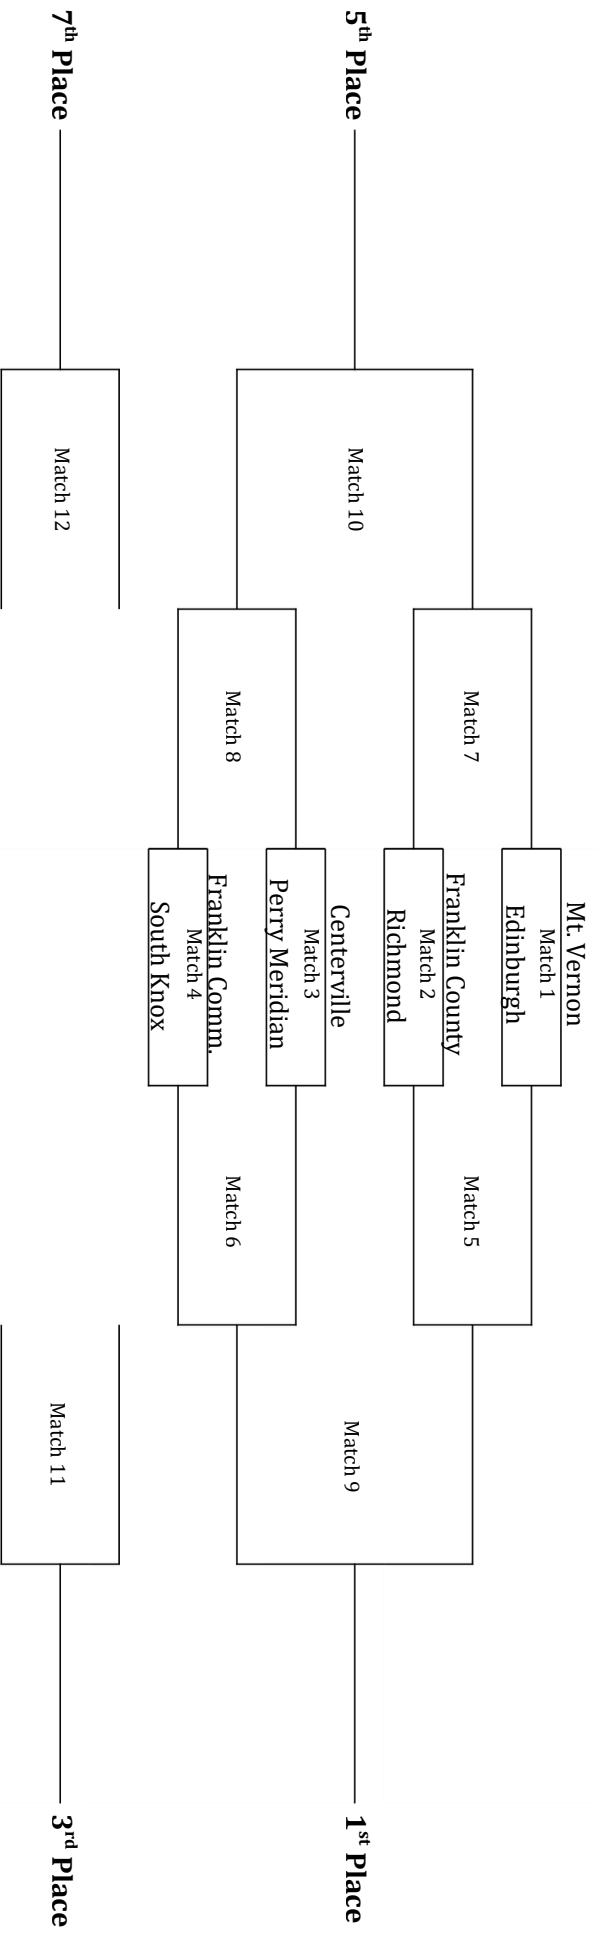 Mt. Vernon
Match 1
Edinburgh
Match 7
Match 5
Franklin County
Match 2
Richmond
5th Place
Match 10
Match 9
1st Place
Centerville
Match 3
Perry Meridian
Match 8
Match 6
Franklin Comm.
Match 4
South Knox
7th Place
Match 12
Match 11
3rd Place